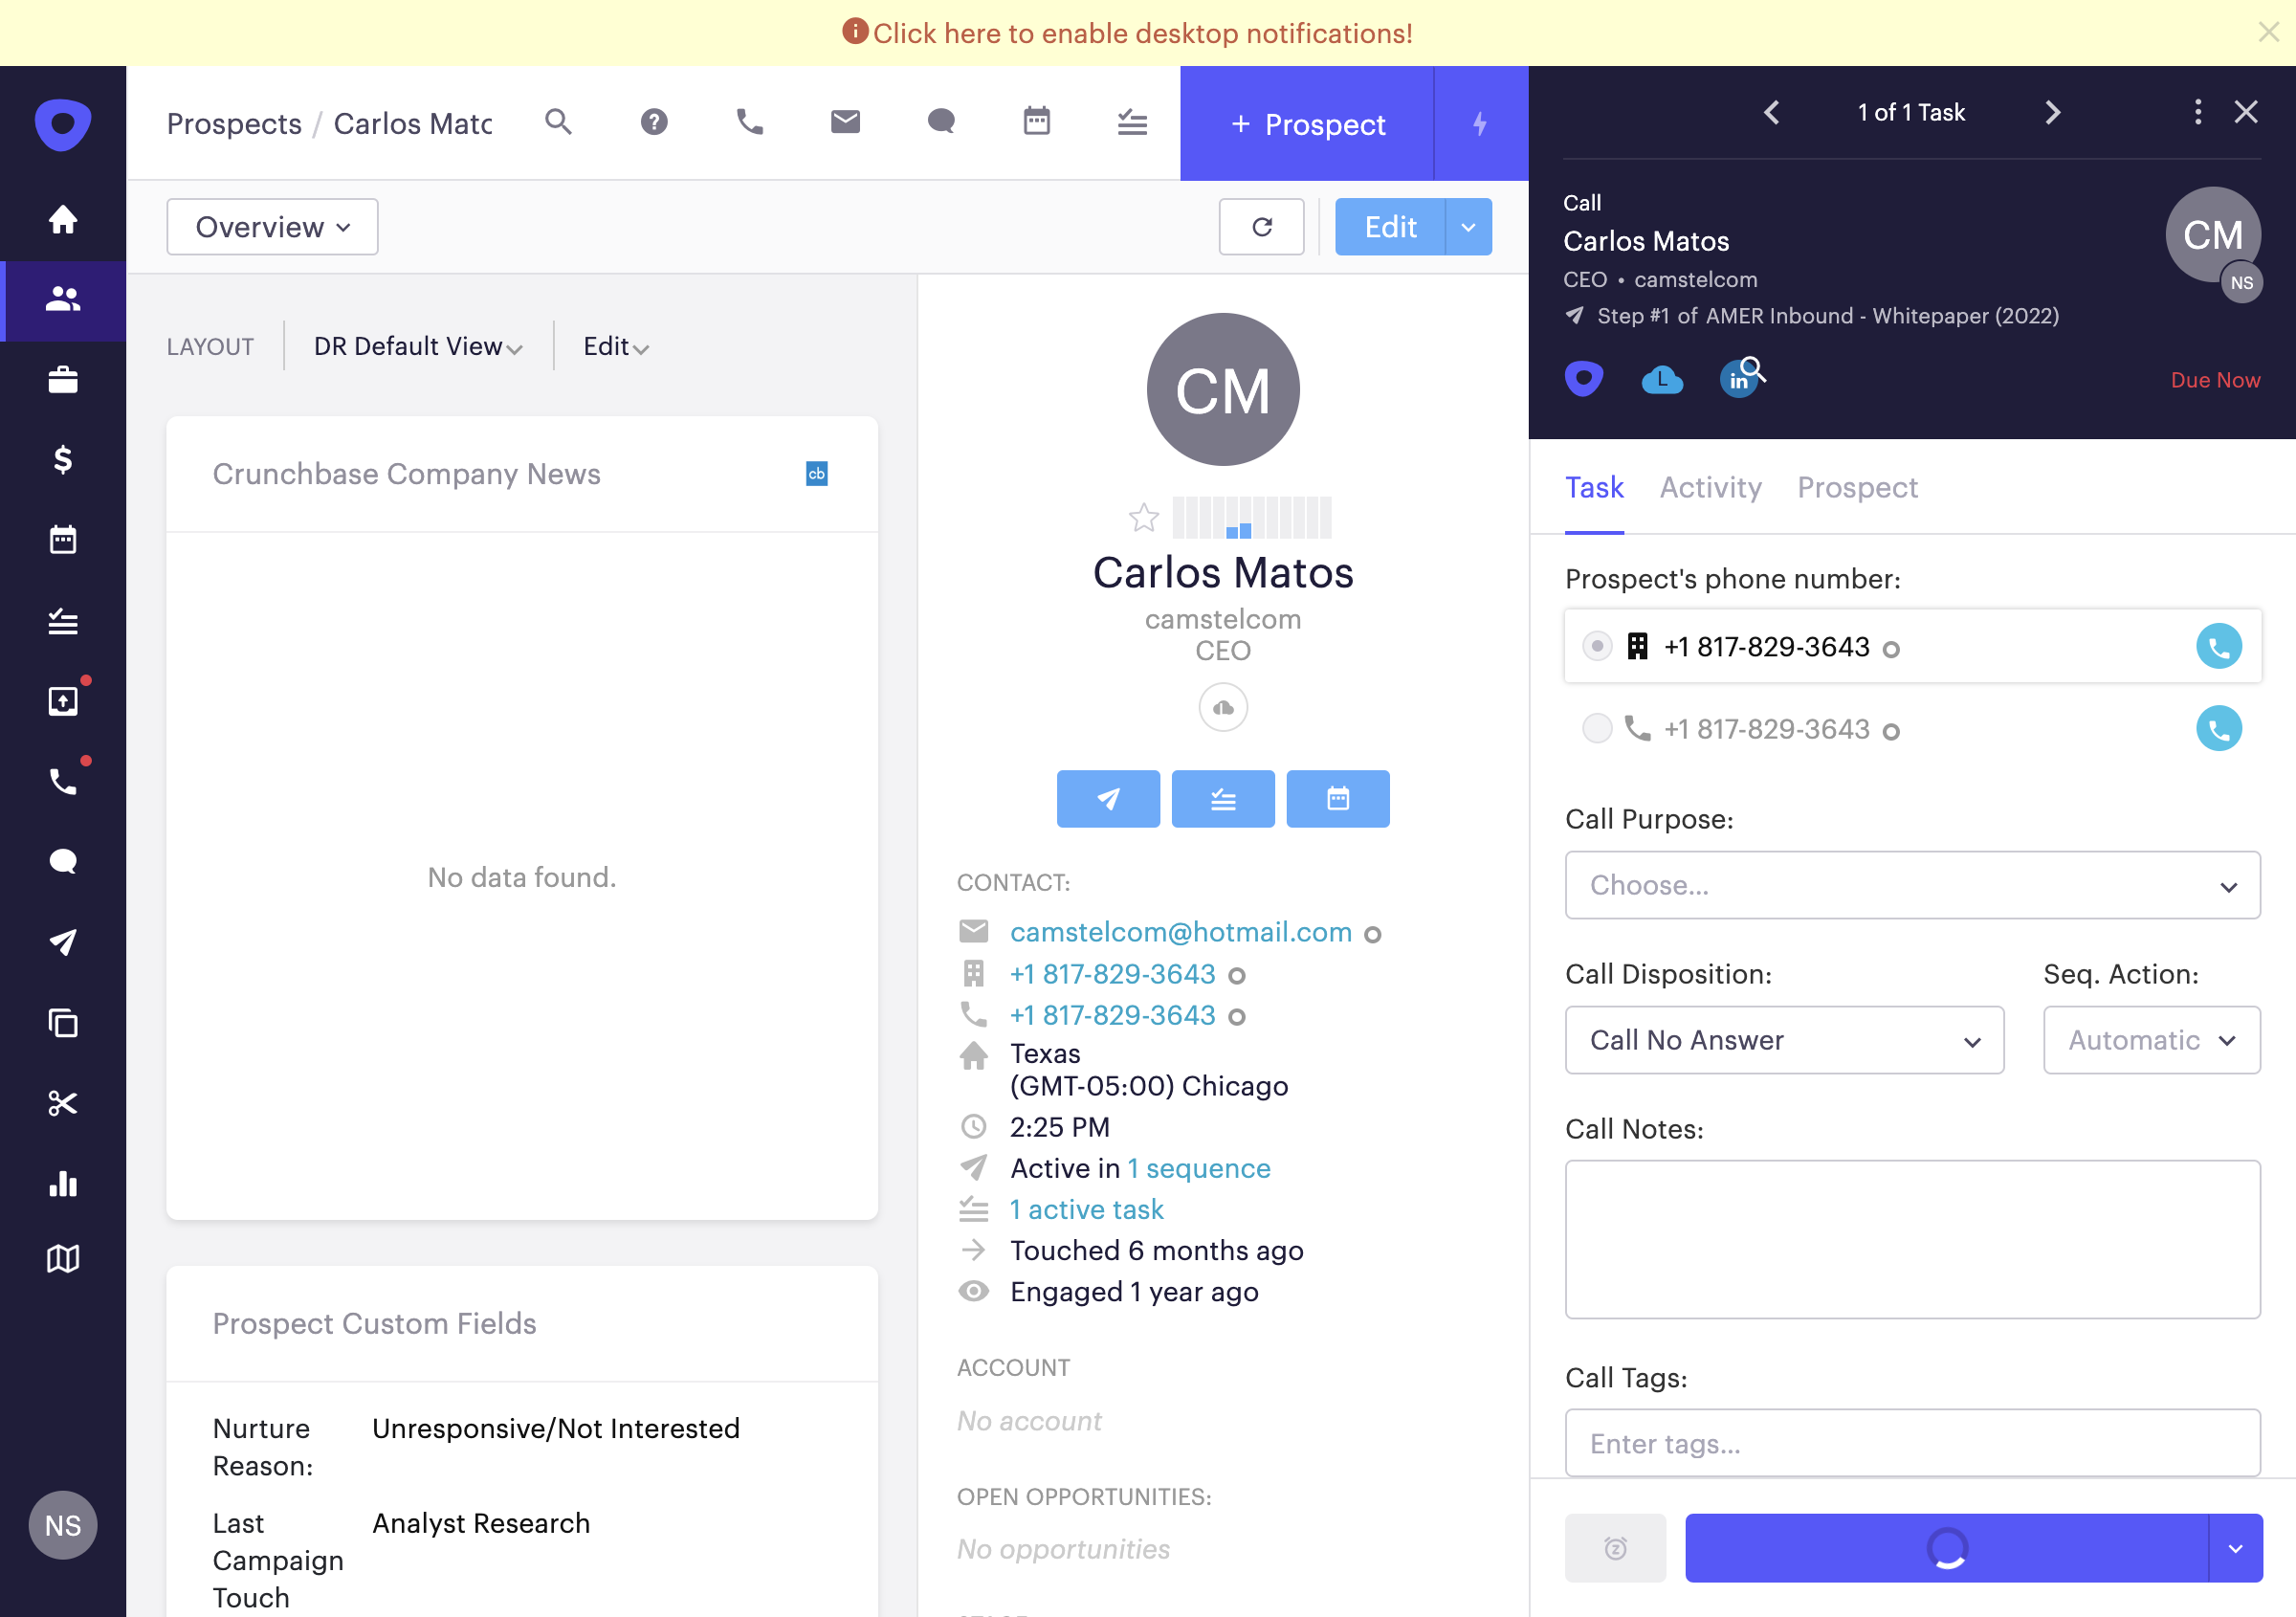 Click here to enable desktop notifications!
Prospects / Carlos Mato
+ Prospect
Overview
Edit
LAYOUT
DR Default View
Edit
Crunchbase Company News
cb
No data found.
Prospect Custom Fields
Nurture Reason:
Unresponsive/Not Interested
Last Campaign Touch
Analyst Research
NS
CM
Carlos Matos
camstelcom
CEO
CONTACT:
camstelcom@hotmail.com
+1 817-829-3643
+1 817-829-3643
Texas
(GMT-05:00) Chicago
2:25 PM
Active in 1 sequence
1 active task
Touched 6 months ago
Engaged 1 year ago
ACCOUNT
No account
OPEN OPPORTUNITIES:
No opportunities
1 of 1 Task
Call
Carlos Matos
CEO • camstelcom
Step #1 of AMER Inbound - Whitepaper (2022)
CM
NS
L
in
Due Now
Task
Activity
Prospect
Prospect's phone number:
+1 817-829-3643
+1 817-829-3643
Call Purpose:
Choose...
Call Disposition:
Seq. Action:
Call No Answer
Automatic
Call Notes:
Call Tags:
Enter tags...